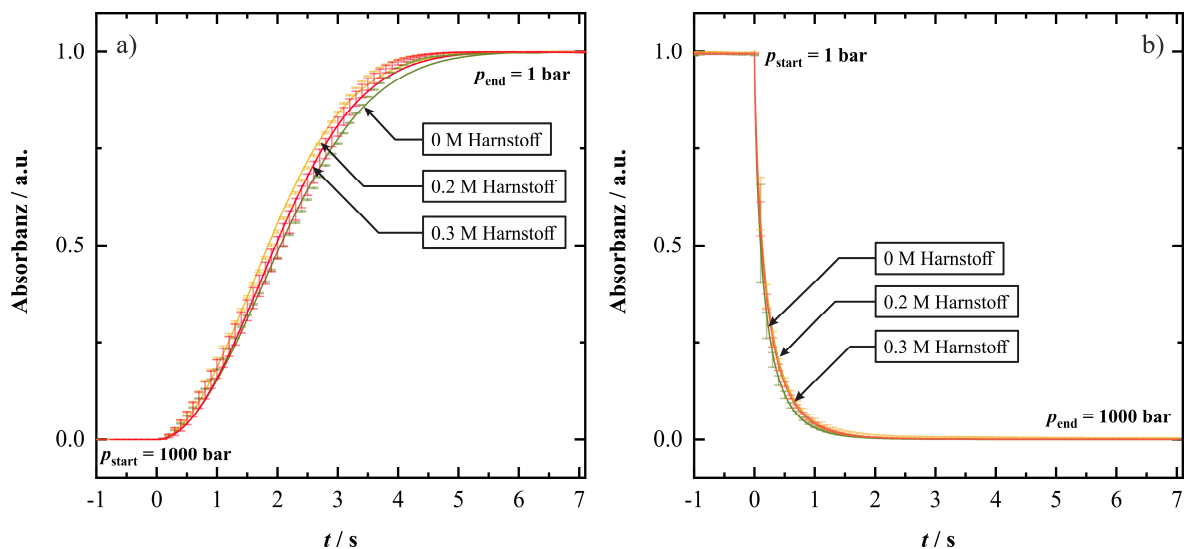 a)
1.0
0.5
0.0
Absorbanz / a.u.
p_end = 1 bar
0 M Harnstoff
0.2 M Harnstoff
0.3 M Harnstoff
p_start = 1000 bar
-1 0 1 2 3 4 5 6 7
t / s
b)
1.0
0.5
0.0
Absorbanz / a.u.
p_start = 1 bar
0 M Harnstoff
0.2 M Harnstoff
0.3 M Harnstoff
p_end = 1000 bar
-1 0 1 2 3 4 5 6 7
t / s